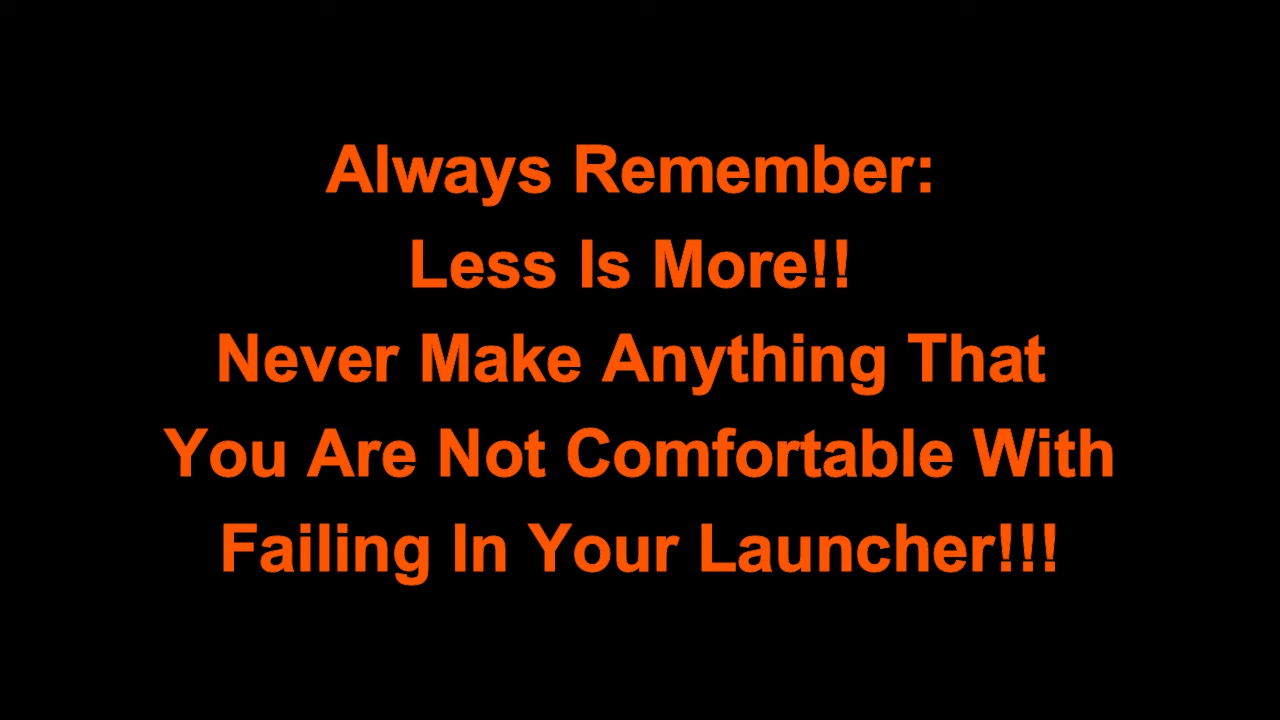 Always Remember:
Less Is More!!
Never Make Anything That
You Are Not Comfortable With
Failing In Your Launcher!!!